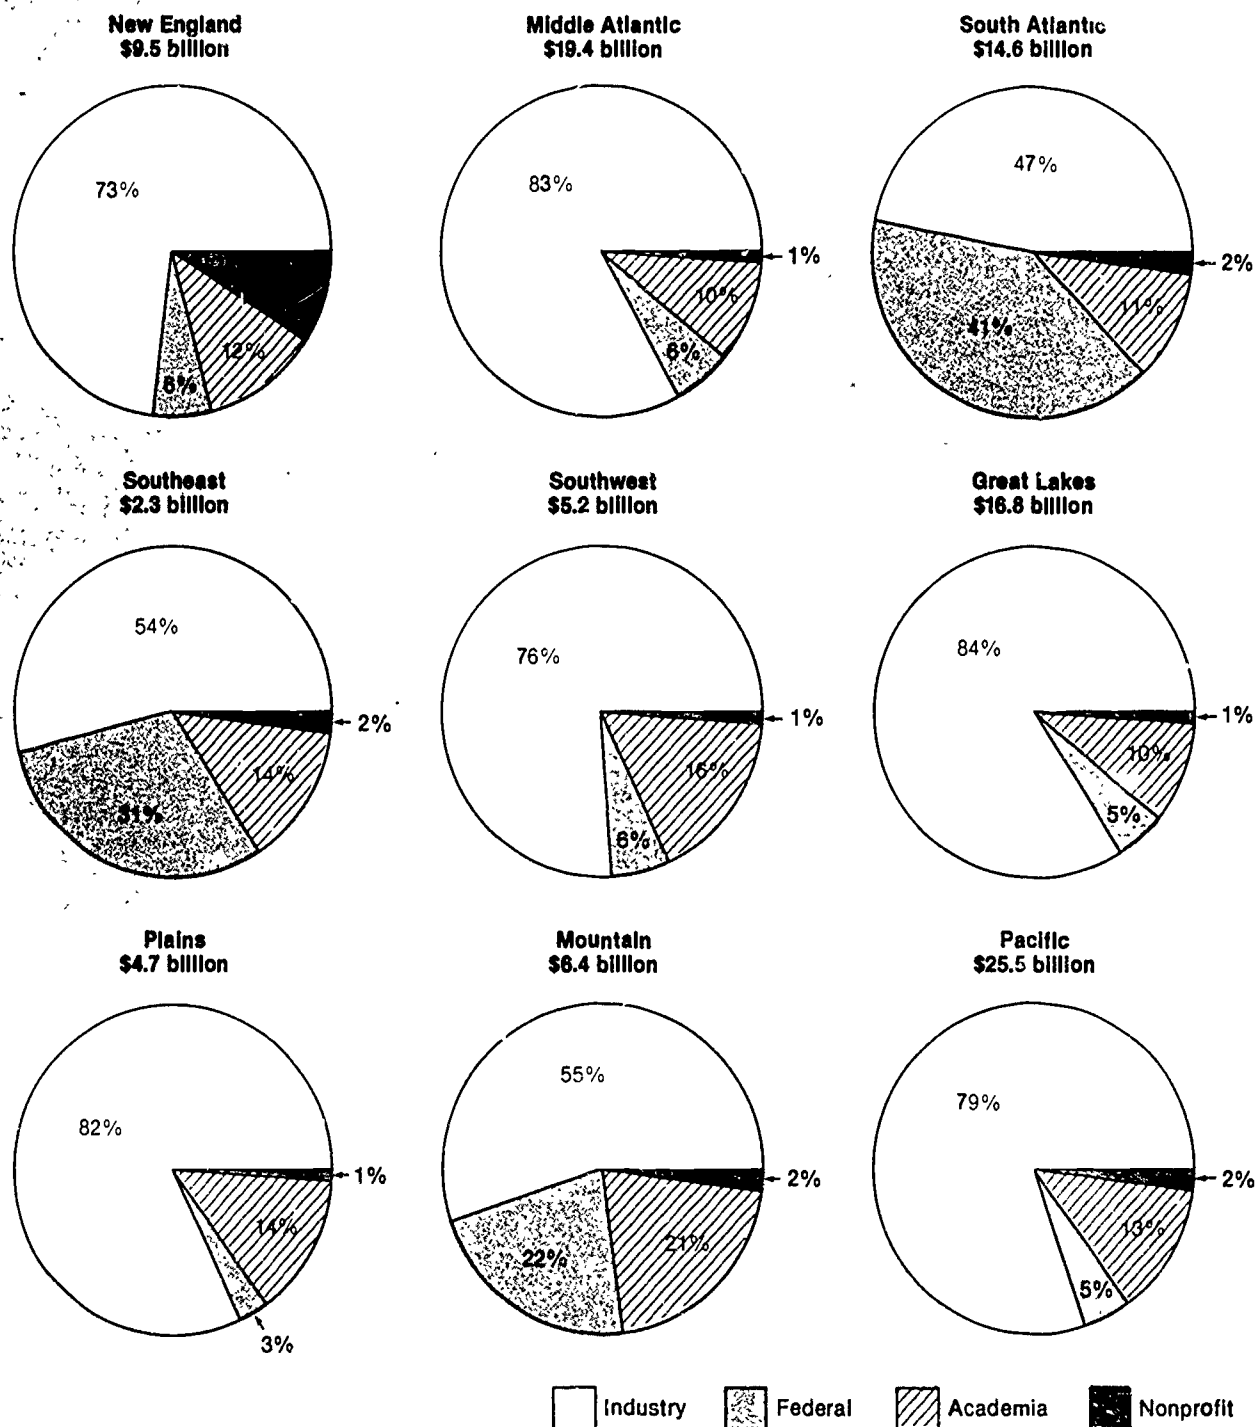 New England
$9.5 billion
73%
12%
6%
Middle Atlantic
$19.4 billion
83%
1%
10%
6%
South Atlantic
$14.6 billion
47%
2%
11%
41%
Southeast
$2.3 billion
54%
2%
14%
31%
Southwest
$5.2 billion
76%
1%
16%
6%
Great Lakes
$16.8 billion
84%
1%
10%
5%
Plains
$4.7 billion
82%
1%
14%
3%
Mountain
$6.4 billion
55%
2%
21%
22%
Pacific
$25.5 billion
79%
2%
13%
5%
Industry
Federal
Academia
Nonprofit